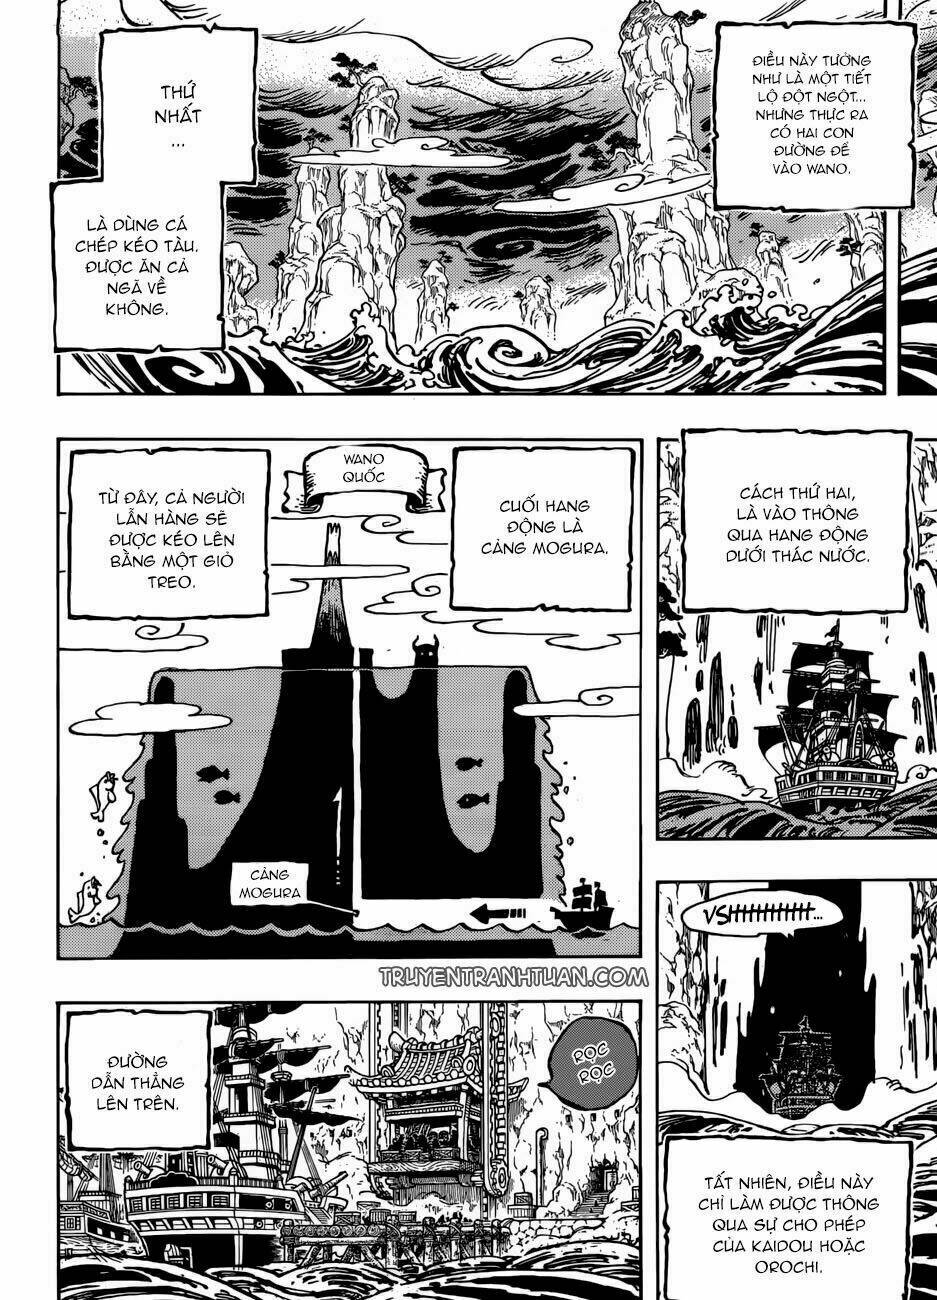 ĐIỀU NÀY TƯỞNG
NHƯ LÀ MỘT TIẾT
LỘ ĐỘT NGỘT...
NHƯNG THỰC RA
CÓ HAI CON
ĐƯỜNG ĐỂ
VÀO WANO.
THỨ
NHẤT
...
LÀ DÙNG CÁ
CHÉP KÉO TÀU.
ĐƯỢC ĂN CẢ
NGÃ VỀ
KHÔNG.
CÁCH THỨ HAI,
LÀ VÀO THÔNG
QUA HANG ĐỘNG
DƯỚI THÁC NƯỚC.
VSHHHHHHHHHH...
TẤT NHIÊN, ĐIỀU NÀY
CHỈ LÀM ĐƯỢC THÔNG
QUA SỰ CHO PHÉP
CỦA KAIDOU HOẶC
OROCHI.
WANO
QUỐC
CUỐI HANG
ĐỘNG LÀ
CẢNG MOGURA.
TỪ ĐÂY, CẢ NGƯỜI
LẪN HÀNG SẼ
ĐƯỢC KÉO LÊN
BẰNG MỘT GIỎ
TREO.
CẢNG
MOGURA
TRUYENTRANHTUAN.COM
RỌC
RỌC
ĐƯỜNG
DẪN THẲNG
LÊN TRÊN.